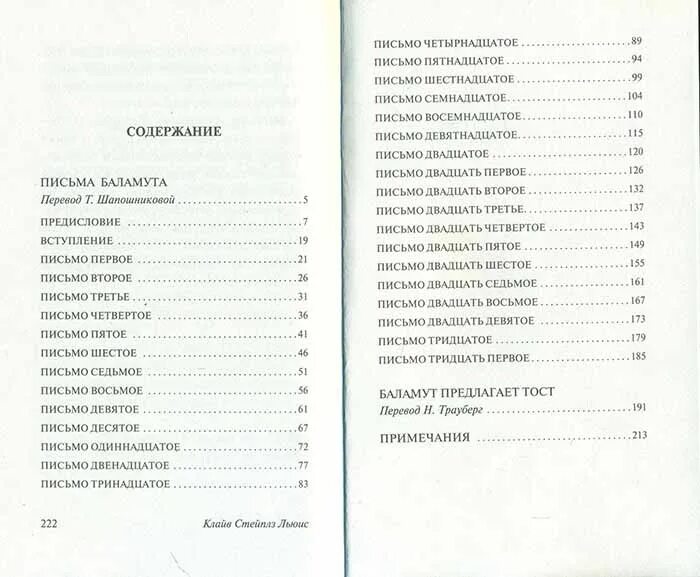 СОДЕРЖАНИЕ
ПИСЬМА БАЛАМУТА
Перевод Т. Шапошниковой ..... 5
ПРЕДИСЛОВИЕ ..... 7
ВСТУПЛЕНИЕ ..... 19
ПИСЬМО ПЕРВОЕ ..... 21
ПИСЬМО ВТОРОЕ ..... 26
ПИСЬМО ТРЕТЬЕ ..... 31
ПИСЬМО ЧЕТВЕРТОЕ ..... 36
ПИСЬМО ПЯТОЕ ..... 41
ПИСЬМО ШЕСТОЕ ..... 46
ПИСЬМО СЕДЬМОЕ ..... 51
ПИСЬМО ВОСЬМОЕ ..... 56
ПИСЬМО ДЕВЯТОЕ ..... 61
ПИСЬМО ДЕСЯТОЕ ..... 67
ПИСЬМО ОДИННАДЦАТОЕ ..... 72
ПИСЬМО ДВЕНАДЦАТОЕ ..... 77
ПИСЬМО ТРИНАДЦАТОЕ ..... 83
222 Клайв Стейплз Льюис
ПИСЬМО ЧЕТЫРНАДЦАТОЕ ..... 89
ПИСЬМО ПЯТНАДЦАТОЕ ..... 94
ПИСЬМО ШЕСТНАДЦАТОЕ ..... 99
ПИСЬМО СЕМНАДЦАТОЕ ..... 104
ПИСЬМО ВОСЕМНАДЦАТОЕ ..... 110
ПИСЬМО ДЕВЯТНАДЦАТОЕ ..... 115
ПИСЬМО ДВАДЦАТОЕ ..... 120
ПИСЬМО ДВАДЦАТЬ ПЕРВОЕ ..... 126
ПИСЬМО ДВАДЦАТЬ ВТОРОЕ ..... 132
ПИСЬМО ДВАДЦАТЬ ТРЕТЬЕ ..... 137
ПИСЬМО ДВАДЦАТЬ ЧЕТВЕРТОЕ ..... 143
ПИСЬМО ДВАДЦАТЬ ПЯТОЕ ..... 149
ПИСЬМО ДВАДЦАТЬ ШЕСТОЕ ..... 155
ПИСЬМО ДВАДЦАТЬ СЕДЬМОЕ ..... 161
ПИСЬМО ДВАДЦАТЬ ВОСЬМОЕ ..... 167
ПИСЬМО ДВАДЦАТЬ ДЕВЯТОЕ ..... 173
ПИСЬМО ТРИДЦАТОЕ ..... 179
ПИСЬМО ТРИДЦАТЬ ПЕРВОЕ ..... 185
БАЛАМУТ ПРЕДЛАГАЕТ ТОСТ
Перевод Н. Трауберг ..... 191
ПРИМЕЧАНИЯ ..... 213